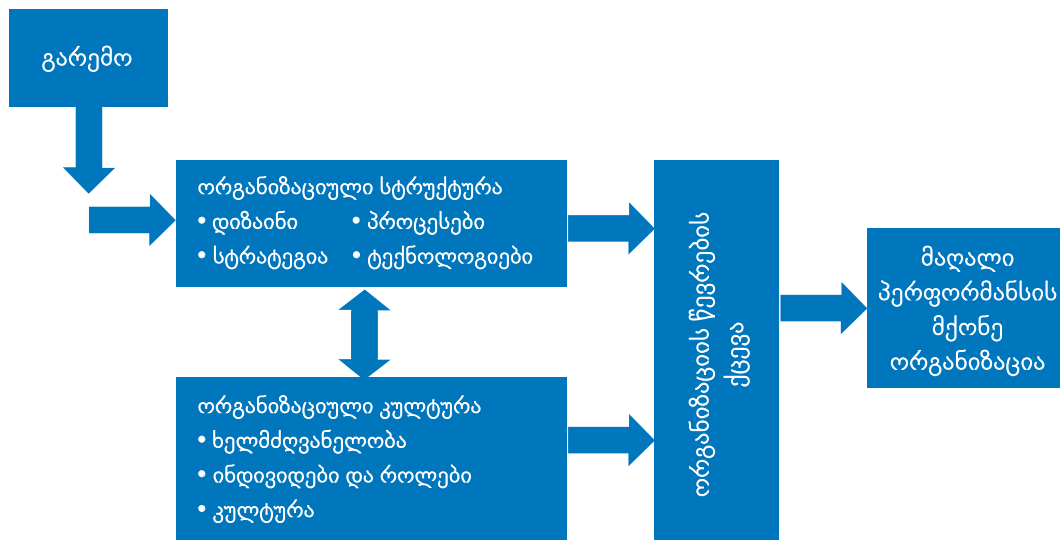 გარემო
ორგანიზაციული სტრუქტურა
• დიზაინი • პროცესები
• სტრატეგია • ტექნოლოგიები
ორგანიზაციული კულტურა
• ხელმძღვანელობა
• ინდივიდები და როლები
• კულტურა
ორგანიზაციის წევრების
ქცევა
მაღალი
პერფორმანსის
მქონე
ორგანიზაცია